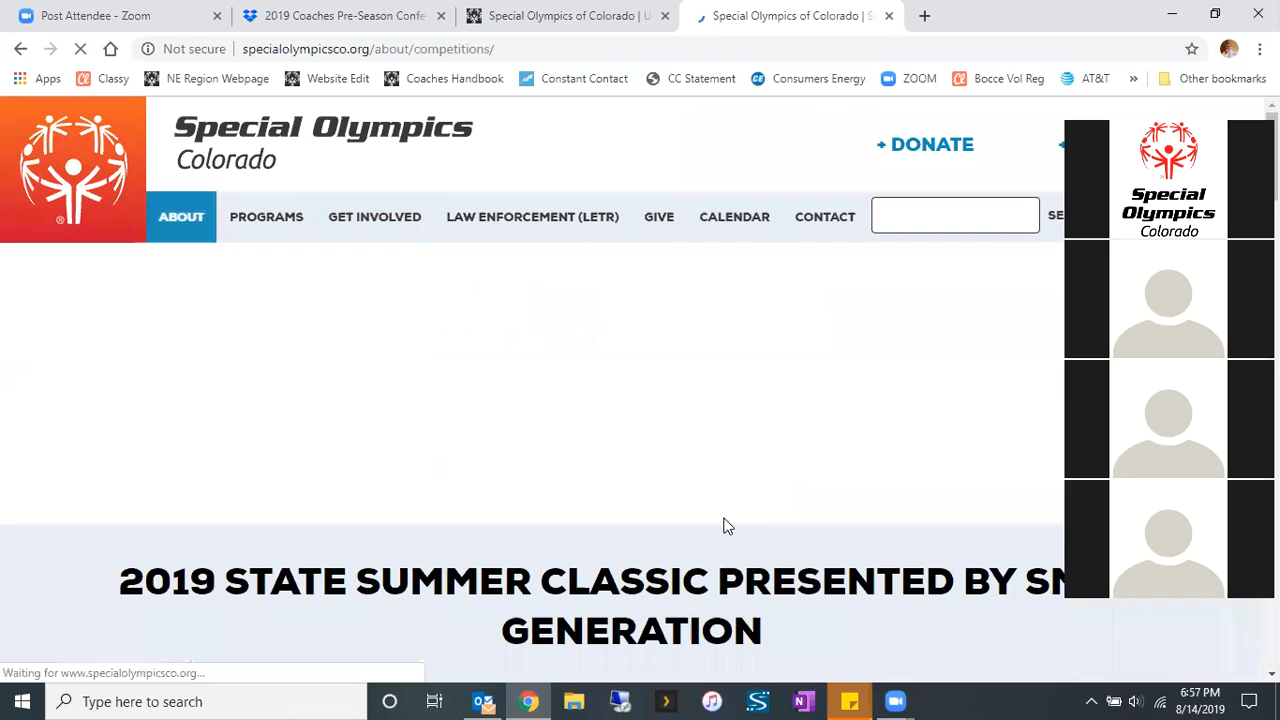 Post Attendee - Zoom
2019 Coaches Pre-Season Confe
Special Olympics of Colorado | U
Special Olympics of Colorado | S
Not secure
specialolympicsco.org/about/competitions/
Apps
Classy
NE Region Webpage
Website Edit
Coaches Handbook
Constant Contact
CC Statement
Consumers Energy
ZOOM
Bocce Vol Reg
AT&T
Other bookmarks
Special Olympics
Colorado
+ DONATE
ABOUT
PROGRAMS
GET INVOLVED
LAW ENFORCEMENT (LETR)
GIVE
CALENDAR
CONTACT
SE
Special
Olympics
Colorado
2019 STATE SUMMER CLASSIC PRESENTED BY
GENERATION
Waiting for www.specialolympicsco.org...
Type here to search
6:57 PM
8/14/2019